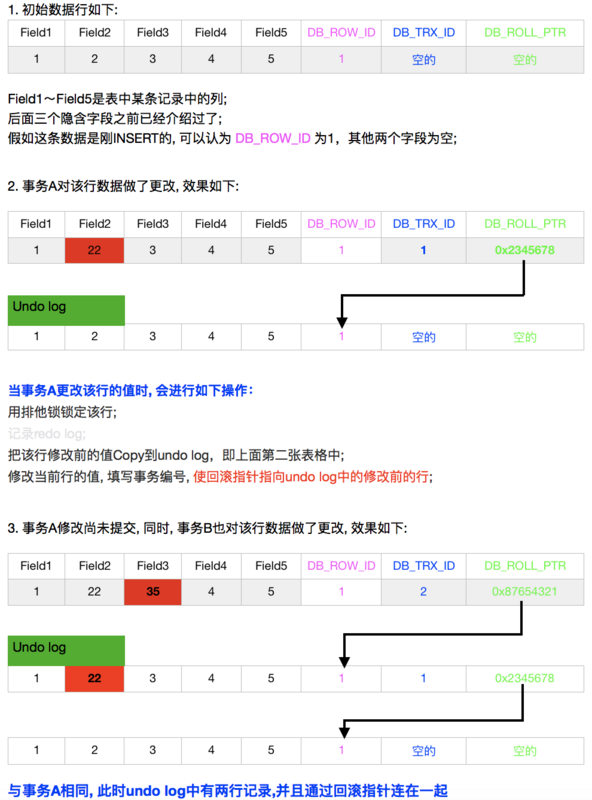 1. 初始数据行如下:
Field1 Field2 Field3 Field4 Field5 DB_ROW_ID DB_TRX_ID DB_ROLL_PTR
1 2 3 4 5 1 空的 空的
Field1～Field5是表中某条记录中的列;
后面三个隐含字段之前已经介绍过了;
假如这条数据是刚INSERT的, 可以认为 DB_ROW_ID 为1，其他两个字段为空;
2. 事务A对该行数据做了更改, 效果如下:
Field1 Field2 Field3 Field4 Field5 DB_ROW_ID DB_TRX_ID DB_ROLL_PTR
1 22 3 4 5 1 1 0x2345678
Undo log
1 2 3 4 5 1 空的 空的
当事务A更改该行的值时, 会进行如下操作：
用排他锁锁定该行;
记录redo log;
把该行修改前的值Copy到undo log，即上面第二张表格中;
修改当前行的值, 填写事务编号, 使回滚指针指向undo log中的修改前的行;
3. 事务A修改尚未提交, 同时, 事务B也对该行数据做了更改, 效果如下:
Field1 Field2 Field3 Field4 Field5 DB_ROW_ID DB_TRX_ID DB_ROLL_PTR
1 22 35 4 5 1 2 0x87654321
Undo log
1 22 3 4 5 1 1 0x2345678
1 2 3 4 5 1 空的 空的
与事务A相同, 此时undo log中有两行记录,并且通过回滚指针连在一起